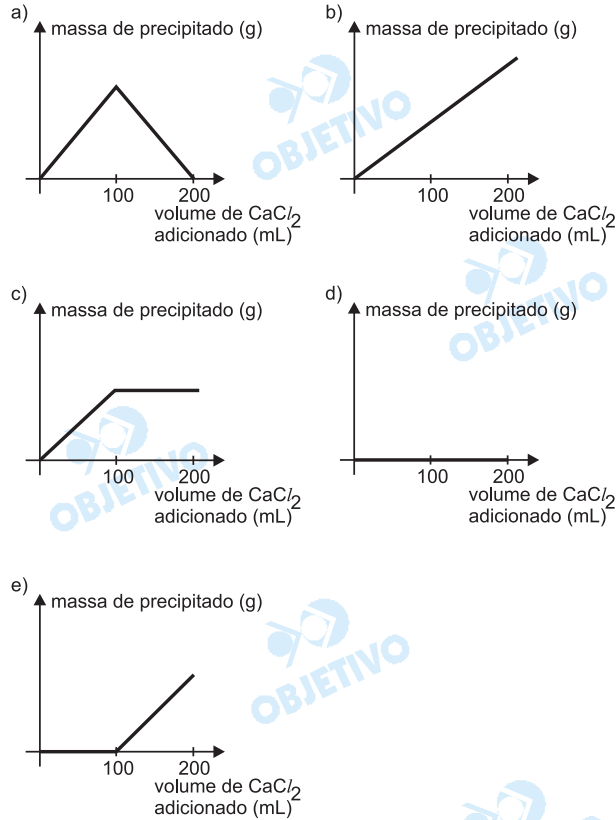 a)
massa de precipitado (g)
100 200
volume de CaCl2
adicionado (mL)
b)
massa de precipitado (g)
100 200
volume de CaCl2
adicionado (mL)
OBJETIVO
c)
massa de precipitado (g)
100 200
volume de CaCl2
adicionado (mL)
OBJETIVO
d)
massa de precipitado (g)
100 200
volume de CaCl2
adicionado (mL)
OBJETIVO
e)
massa de precipitado (g)
100 200
volume de CaCl2
adicionado (mL)
OBJETIVO